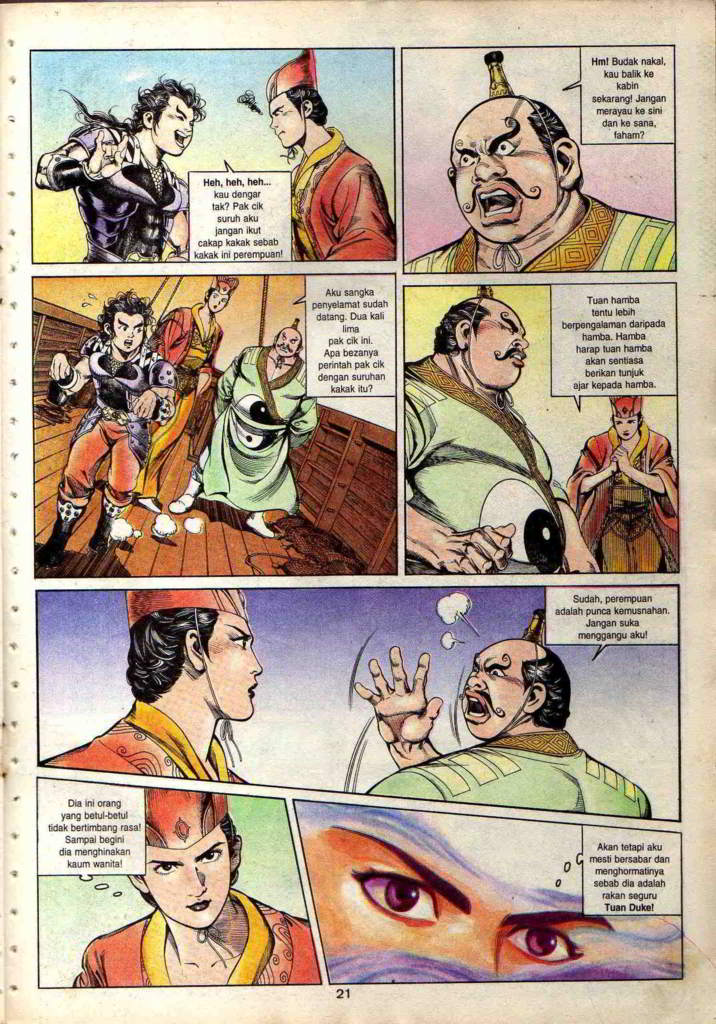 Heh, heh, heh...
kau dengar
tak? Pak cik
suruh aku
jangan ikut
cakap kakak sebab
kakak ini perempuan!
Hm! Budak nakal,
kau balik ke
kabin
sekarang! Jangan
merayau ke sini
dan ke sana,
faham?
Aku sangka
penyelamat sudah
datang. Dua kali
lima
pak cik ini.
Apa bezanya
perintah pak cik
dengan suruhan
kakak itu?
Tuan hamba
tentu lebih
berpengalaman daripada
hamba. Hamba
harap tuan hamba
akan sentiasa
berikan tunjuk
ajar kepada hamba.
Sudah, perempuan
adalah punca kemusnahan.
Jangan suka
menggangu aku!
Dia ini orang
yang betul-betul
tidak bertimbang rasa!
Sampai begini
dia menghinakan
kaum wanita!
Akan tetapi aku
mesti bersabar dan
menghormatinya
sebab dia adalah
rakan seguru
Tuan Duke!
21